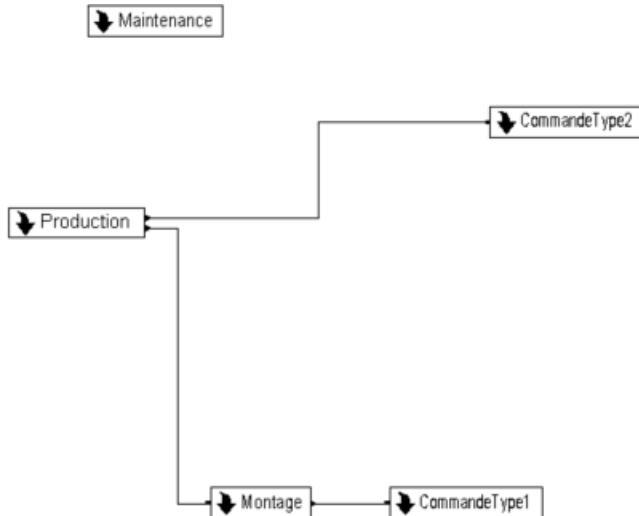 Maintenance
CommandeType2
Production
Montage
CommandeType1